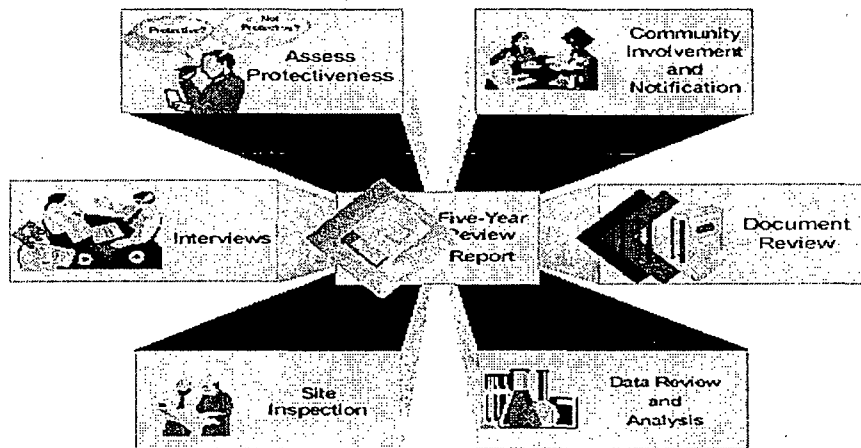 Protective?
Not
Protective?
Assess
Protectiveness
Community
Involvement
and
Notification
Interviews
Five-Year
Review
Report
Document
Review
Site
Inspection
Data Review
and
Analysis